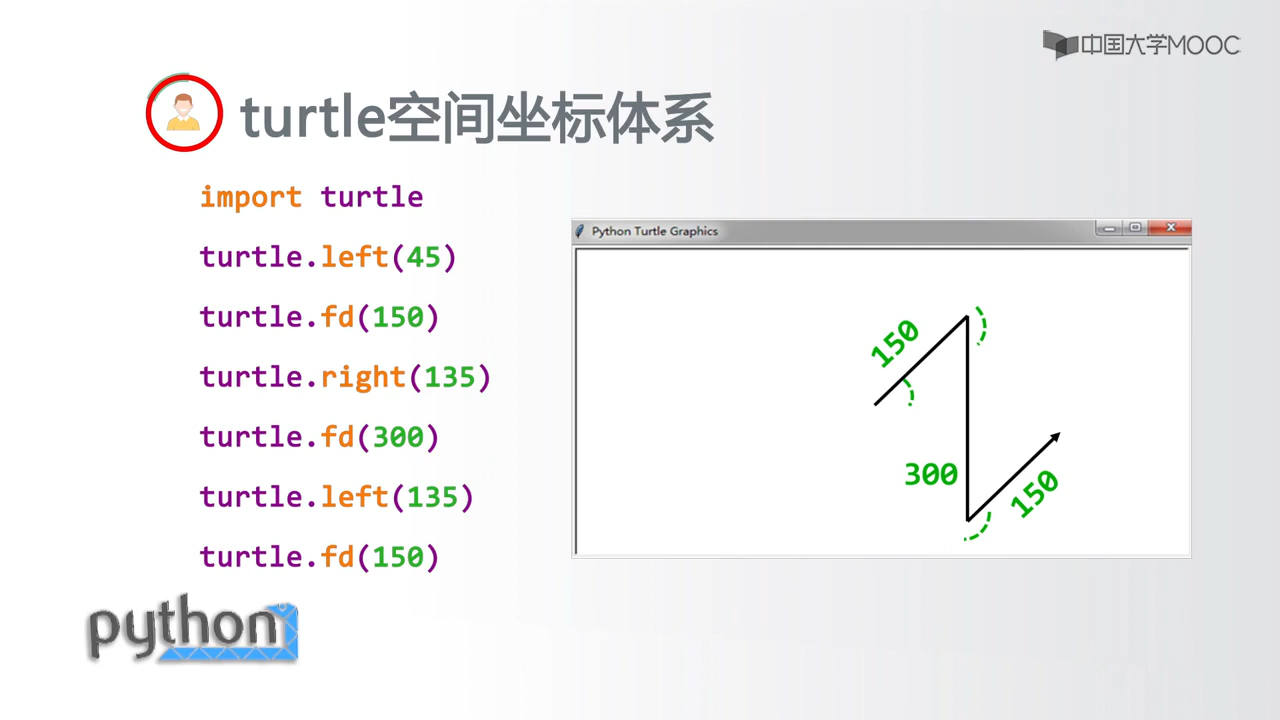 中国大学MOOC
turtle空间坐标体系
import turtle
turtle.left(45)
turtle.fd(150)
turtle.right(135)
turtle.fd(300)
turtle.left(135)
turtle.fd(150)
Python Turtle Graphics
150
300
150
python